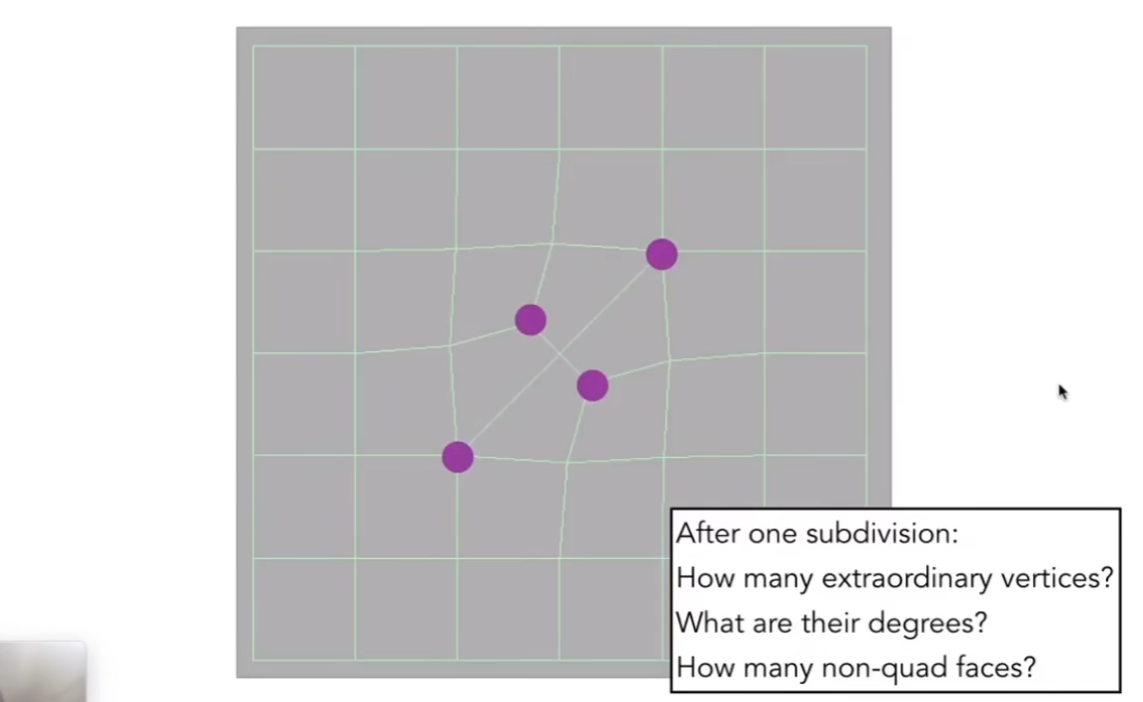 After one subdivision:
How many extraordinary vertices?
What are their degrees?
How many non-quad faces?